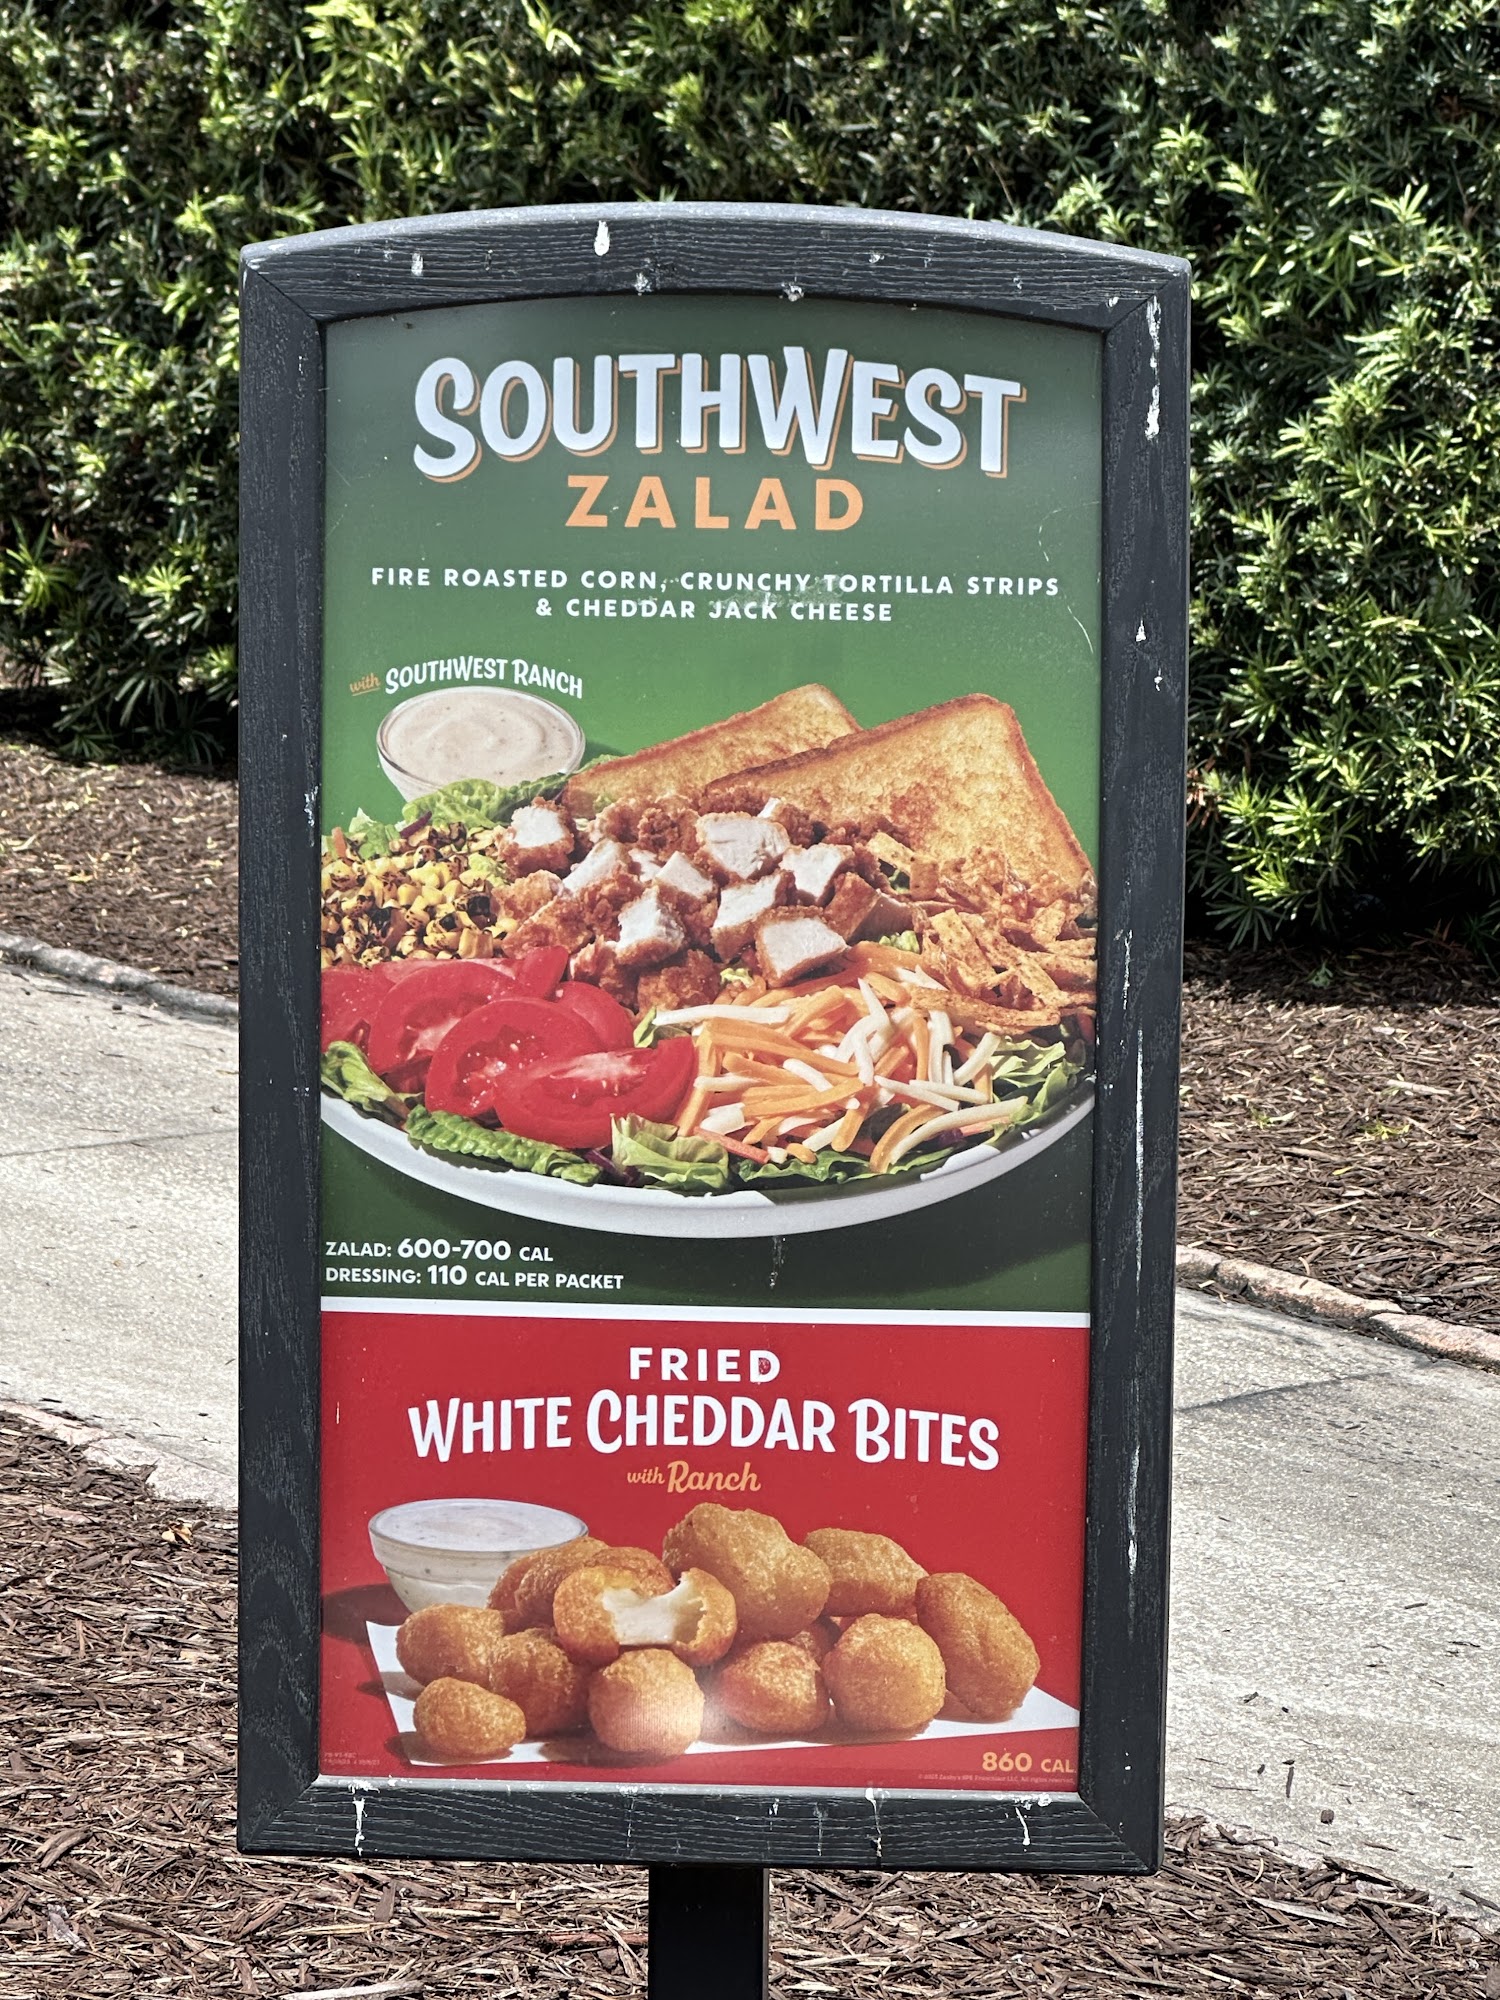 SOUTHWEST
ZALAD
FIRE ROASTED CORN, CRUNCHY TORTILLA STRIPS
& CHEDDAR JACK CHEESE
with SOUTHWEST RANCH
ZALAD: 600-700 CAL
DRESSING: 110 CAL PER PACKET
FRIED
WHITE CHEDDAR BITES
with Ranch
860 CAL